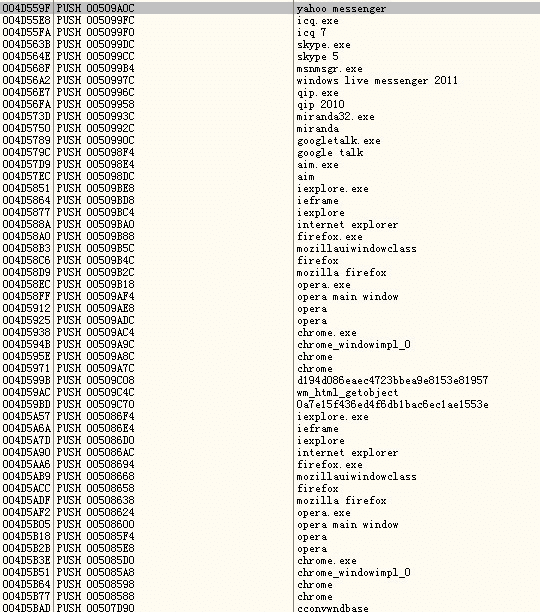 004D559F PUSH 00509A0C yahoo messenger
004D55E8 PUSH 005099FC icq.exe
004D55FA PUSH 005099F0 icq 7
004D563B PUSH 005099DC skype.exe
004D564E PUSH 005099CC skype 5
004D568F PUSH 005099B4 msnmsgr.exe
004D56A2 PUSH 0050997C windows live messenger 2011
004D56E7 PUSH 0050996C qip.exe
004D56FA PUSH 00509958 qip 2010
004D573D PUSH 0050993C miranda32.exe
004D5750 PUSH 0050992C miranda
004D5789 PUSH 0050990C googletalk.exe
004D579C PUSH 005098F4 google talk
004D57D9 PUSH 005098E4 aim.exe
004D57EC PUSH 005098DC aim
004D5851 PUSH 00509BE8 iexplore.exe
004D5864 PUSH 00509BD8 ieframe
004D5877 PUSH 00509BC4 iexplore
004D588A PUSH 00509BA0 internet explorer
004D58A0 PUSH 00509B88 firefox.exe
004D58B3 PUSH 00509B5C mozillauiwindowclass
004D58C6 PUSH 00509B4C firefox
004D58D9 PUSH 00509B2C mozilla firefox
004D58EC PUSH 00509B18 opera.exe
004D58FF PUSH 00509AF4 opera main window
004D5912 PUSH 00509AE8 opera
004D5925 PUSH 00509ADC opera
004D5938 PUSH 00509AC4 chrome.exe
004D594B PUSH 00509A9C chrome_windowimpl_0
004D595E PUSH 00509A8C chrome
004D5971 PUSH 00509A7C chrome
004D599B PUSH 00509C08 d194d086eaec4723bbea9e8153e81957
004D59AC PUSH 00509C4C wm_html_getobject
004D59BD PUSH 00509C70 0a7e15f436ed4f6db1bac6ec1ae1553e
004D5A57 PUSH 005086F4 iexplore.exe
004D5A6A PUSH 005086E4 ieframe
004D5A7D PUSH 005086D0 iexplore
004D5A90 PUSH 005086AC internet explorer
004D5AA6 PUSH 00508694 firefox.exe
004D5AB9 PUSH 00508668 mozillauiwindowclass
004D5ACC PUSH 00508658 firefox
004D5ADF PUSH 00508638 mozilla firefox
004D5AF2 PUSH 00508624 opera.exe
004D5B05 PUSH 00508600 opera main window
004D5B18 PUSH 005085F4 opera
004D5B2B PUSH 005085E8 opera
004D5B3E PUSH 005085D0 chrome.exe
004D5B51 PUSH 005085A8 chrome_windowimpl_0
004D5B64 PUSH 00508598 chrome
004D5B77 PUSH 00508588 chrome
004D5BAD PUSH 00507D90 cconvwndbase